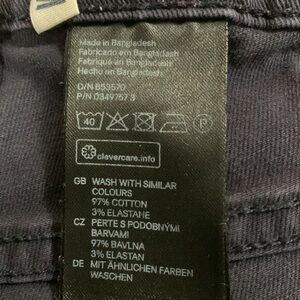 Made in Bangladesh
Fabricado em Bangladesh
Fabriqué en Bangladesh
Hecho en Bangladesh
O/N 853570
P/N 0349757 3
40 P
clevercare.info
GB WASH WITH SIMILAR
COLOURS
97% COTTON
3% ELASTANE
CZ PERTE S PODOBNÝMI
BARVAMI
97% BAVLNA
3% ELASTAN
DE MIT ÄHNLICHEN FARBEN
WASCHEN